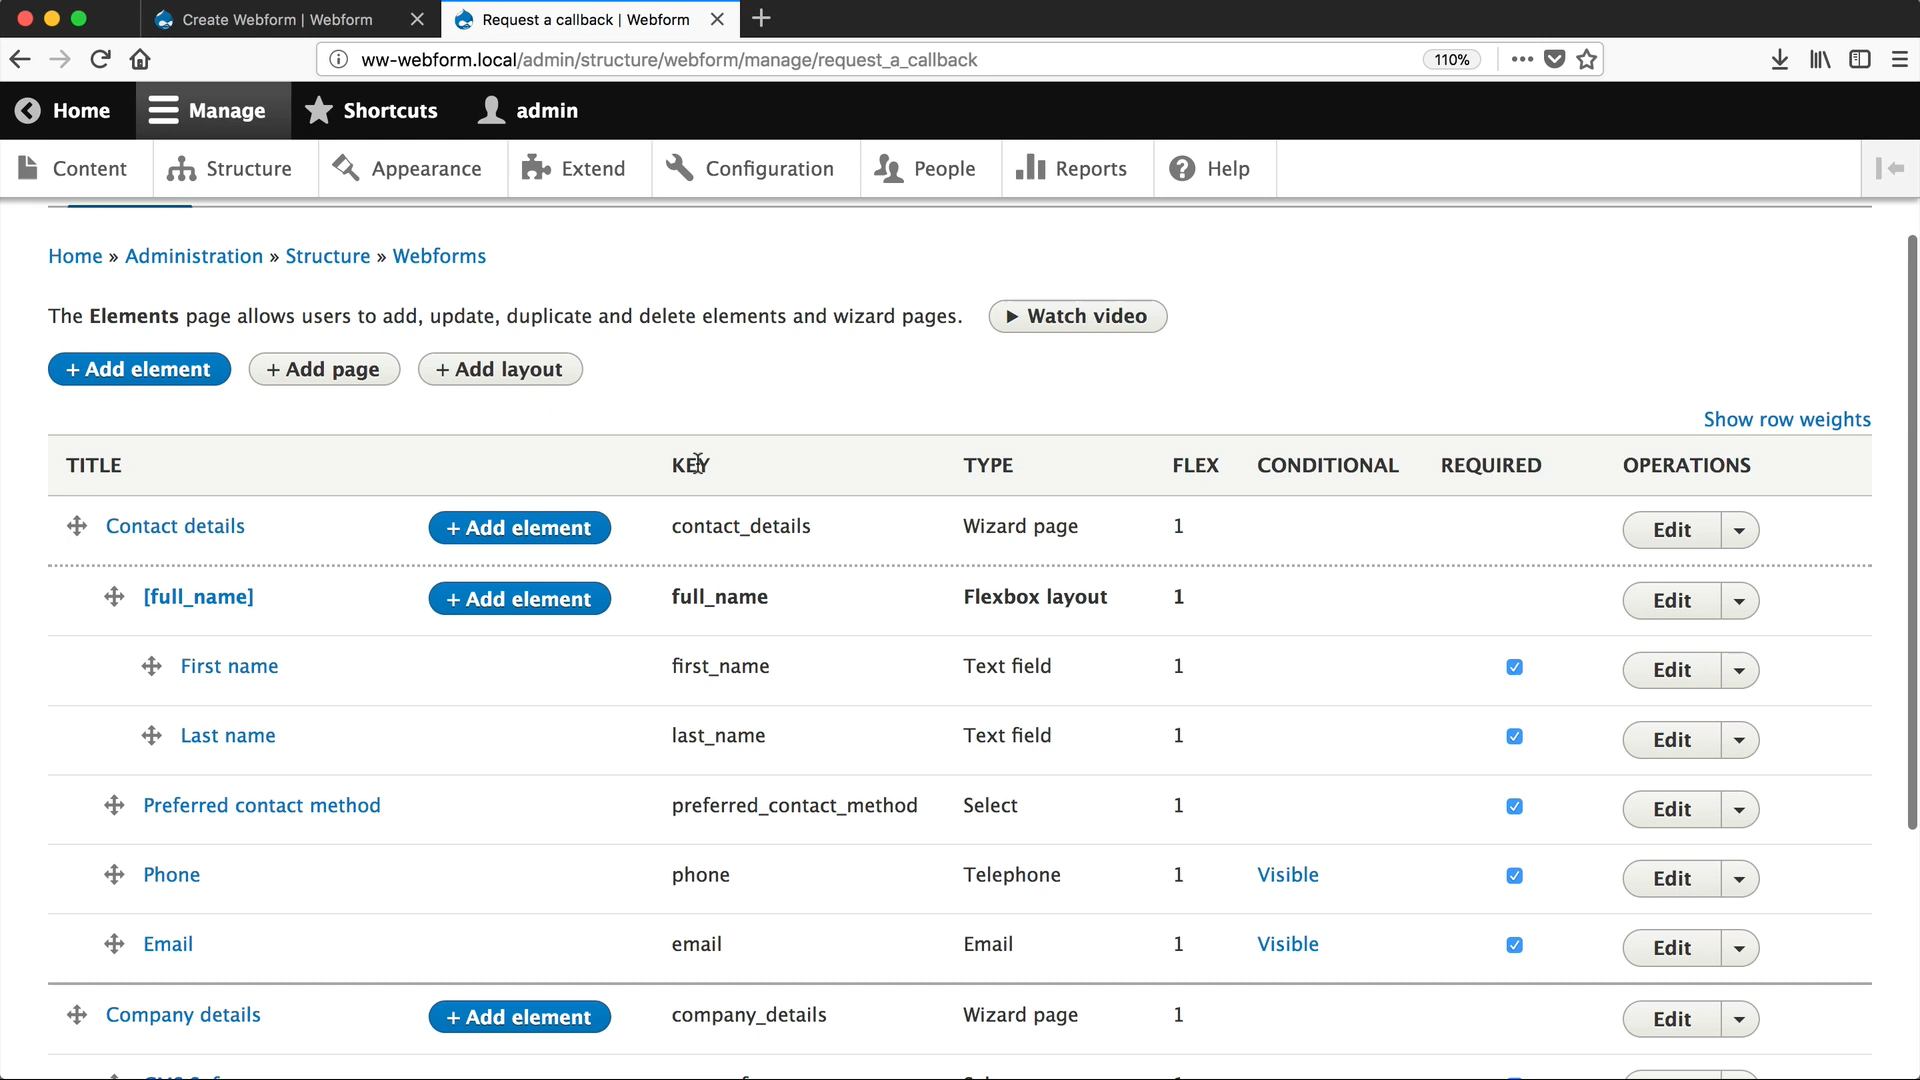 Create Webform | Webform
Request a callback | Webform
ww-webform.local/admin/structure/webform/manage/request_a_callback
110%
Home
Manage
Shortcuts
admin
Content
Structure
Appearance
Extend
Configuration
People
Reports
Help
Home » Administration » Structure » Webforms
The Elements page allows users to add, update, duplicate and delete elements and wizard pages.
Watch video
+ Add element
+ Add page
+ Add layout
Show row weights
TITLE KEY TYPE FLEX CONDITIONAL REQUIRED OPERATIONS
Contact details + Add element contact_details Wizard page 1 Edit
[full_name] + Add element full_name Flexbox layout 1 Edit
First name first_name Text field 1 Edit
Last name last_name Text field 1 Edit
Preferred contact method preferred_contact_method Select 1 Edit
Phone phone Telephone 1 Visible Edit
Email email Email 1 Visible Edit
Company details + Add element company_details Wizard page 1 Edit